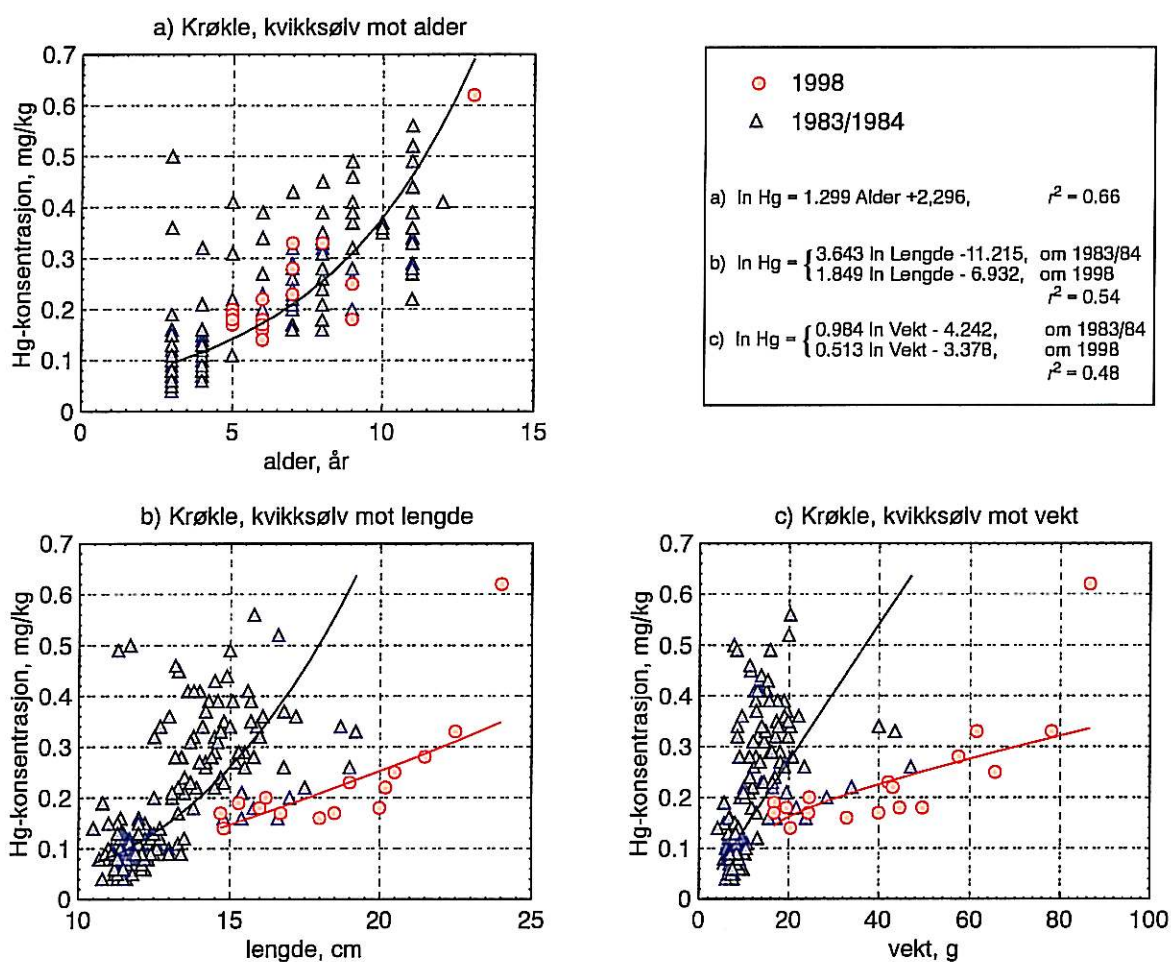 a) Krøkle, kvikksølv mot alder
0.7
0.6
0.5
0.4
0.3
0.2
0.1
0
Hg-konsentrasjon, mg/kg
0 5 10 15
alder, år
1998
1983/1984
a) ln Hg = 1.299 Alder +2,296, r² = 0.66
b) ln Hg = { 3.643 ln Lengde -11.215, om 1983/84
1.849 ln Lengde - 6.932, om 1998
r² = 0.54
c) ln Hg = { 0.984 ln Vekt - 4.242, om 1983/84
0.513 ln Vekt - 3.378, om 1998
r² = 0.48
b) Krøkle, kvikksølv mot lengde
0.7
0.6
0.5
0.4
0.3
0.2
0.1
0
Hg-konsentrasjon, mg/kg
10 15 20 25
lengde, cm
c) Krøkle, kvikksølv mot vekt
0.7
0.6
0.5
0.4
0.3
0.2
0.1
0
Hg-konsentrasjon, mg/kg
0 20 40 60 80 100
vekt, g